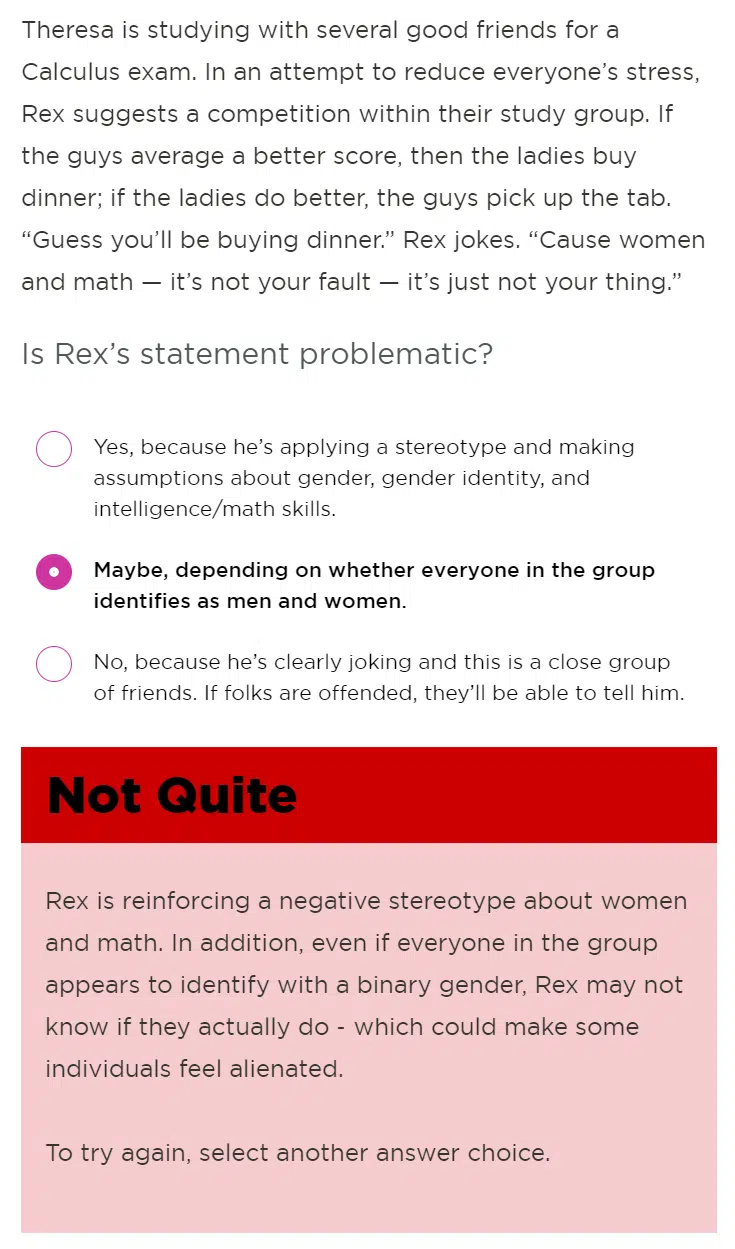 Theresa is studying with several good friends for a
Calculus exam. In an attempt to reduce everyone’s stress,
Rex suggests a competition within their study group. If
the guys average a better score, then the ladies buy
dinner; if the ladies do better, the guys pick up the tab.
“Guess you’ll be buying dinner.” Rex jokes. “Cause women
and math — it’s not your fault — it’s just not your thing.”
Is Rex’s statement problematic?
Yes, because he’s applying a stereotype and making
assumptions about gender, gender identity, and
intelligence/math skills.
Maybe, depending on whether everyone in the group
identifies as men and women.
No, because he’s clearly joking and this is a close group
of friends. If folks are offended, they’ll be able to tell him.
Not Quite
Rex is reinforcing a negative stereotype about women
and math. In addition, even if everyone in the group
appears to identify with a binary gender, Rex may not
know if they actually do - which could make some
individuals feel alienated.
To try again, select another answer choice.